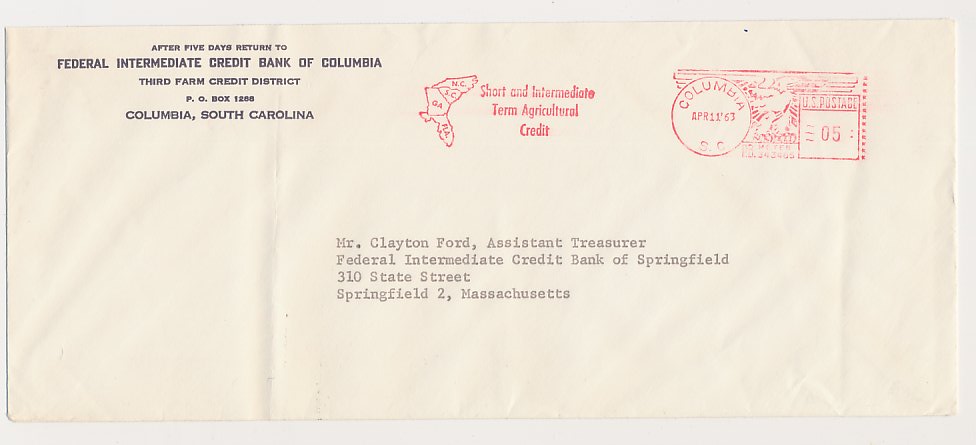 AFTER FIVE DAYS RETURN TO
FEDERAL INTERMEDIATE CREDIT BANK OF COLUMBIA
THIRD FARM CREDIT DISTRICT
P. O. BOX 1268
COLUMBIA, SOUTH CAROLINA
N.C.
S.C.
GA
FLA.
Short and Intermediate
Term Agricultural
Credit
COLUMBIA
APR 11 '63
S. C.
U.S. POSTAGE
05
Mr. Clayton Ford, Assistant Treasurer
Federal Intermediate Credit Bank of Springfield
310 State Street
Springfield 2, Massachusetts